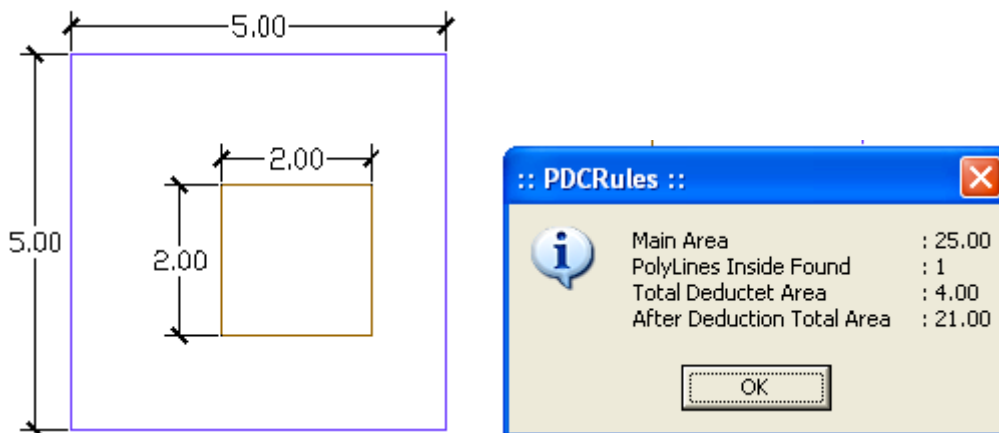 5.00
2.00
5.00
2.00
:: PDCRules ::
Main Area : 25.00
PolyLines Inside Found : 1
Total Deductet Area : 4.00
After Deduction Total Area : 21.00
OK